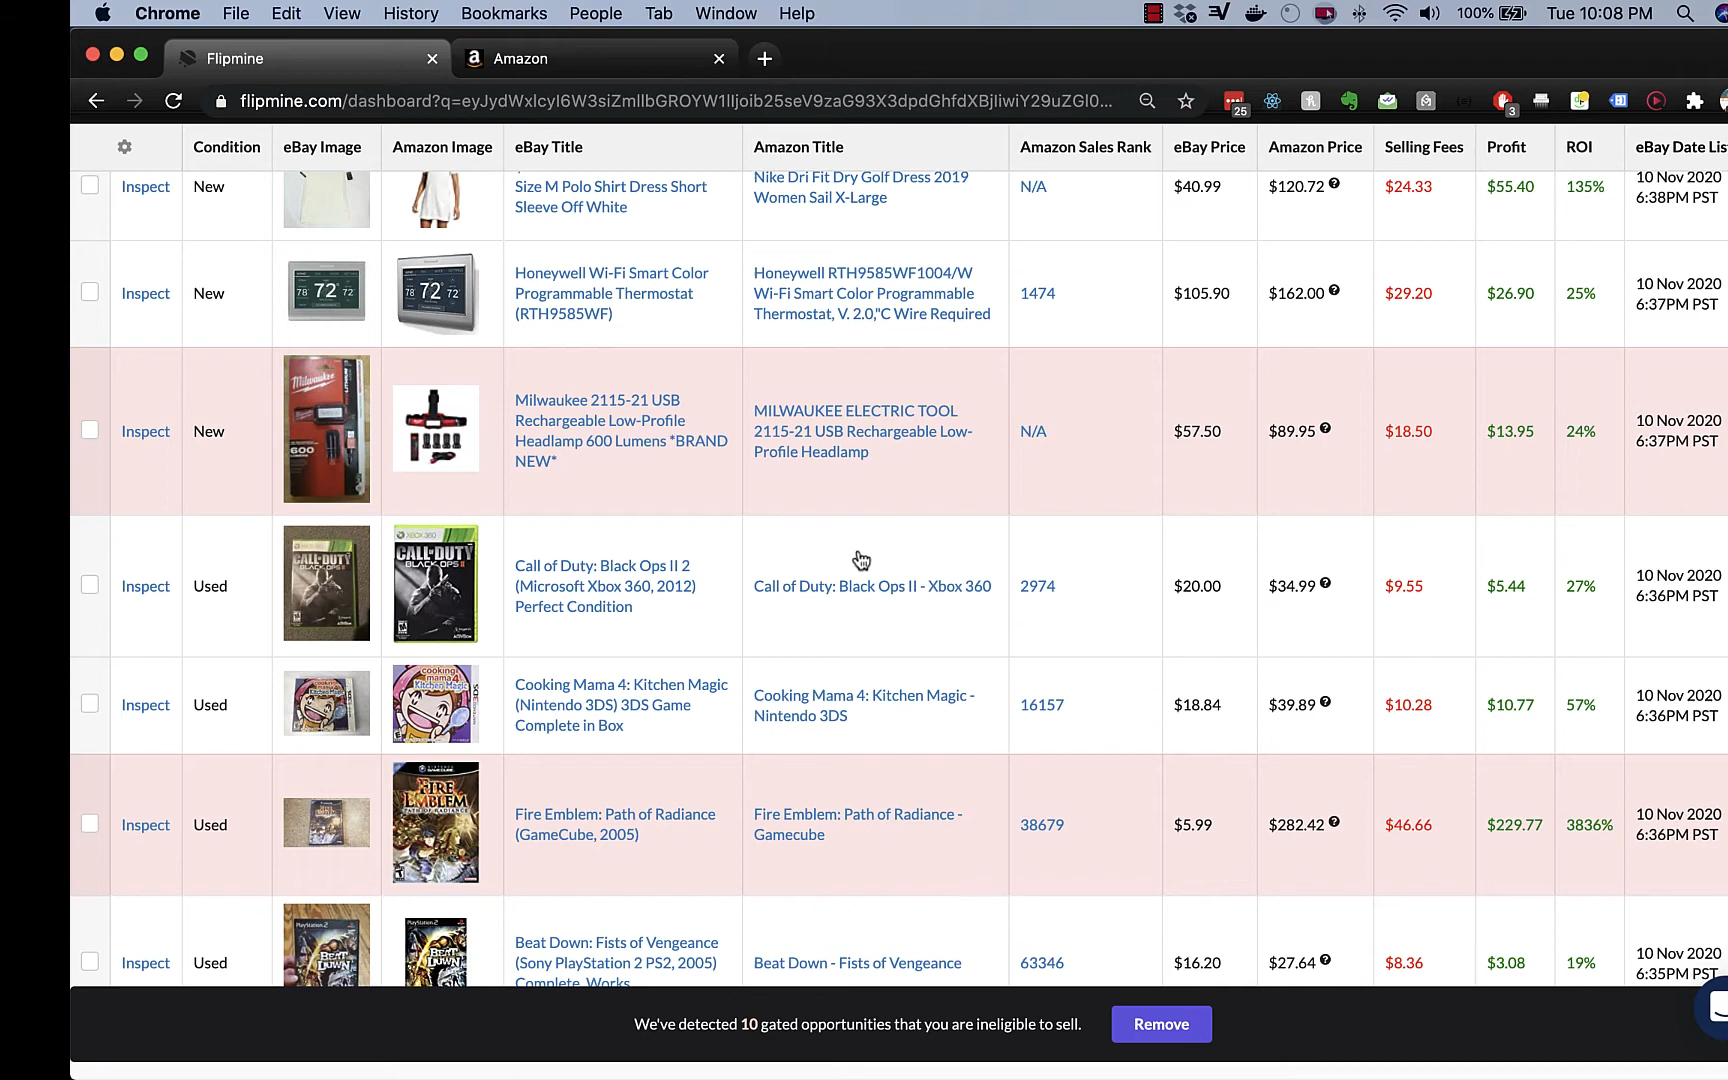 Chrome File Edit View History Bookmarks People Tab Window Help 100% Tue 10:08 PM
Flipmine Amazon
flipmine.com/dashboard?q=eyJydWxlcyI6W3siZmllbGROYW1lIjoib25seV9zaG93X3dpdGhfdXBjIiwiY29uZGl0... 25 3
Condition eBay Image Amazon Image eBay Title Amazon Title Amazon Sales Rank eBay Price Amazon Price Selling Fees Profit ROI eBay Date Lis
Inspect New Size M Polo Shirt Dress Short Sleeve Off White Nike Dri Fit Dry Golf Dress 2019 Women Sail X-Large N/A $40.99 $120.72 $24.33 $55.40 135% 10 Nov 2020 6:38PM PST
Inspect New Honeywell Wi-Fi Smart Color Programmable Thermostat (RTH9585WF) Honeywell RTH9585WF1004/W Wi-Fi Smart Color Programmable Thermostat, V. 2.0,"C Wire Required 1474 $105.90 $162.00 $29.20 $26.90 25% 10 Nov 2020 6:37PM PST
Inspect New Milwaukee 2115-21 USB Rechargeable Low-Profile Headlamp 600 Lumens *BRAND NEW* MILWAUKEE ELECTRIC TOOL 2115-21 USB Rechargeable Low-Profile Headlamp N/A $57.50 $89.95 $18.50 $13.95 24% 10 Nov 2020 6:37PM PST
Inspect Used Call of Duty: Black Ops II 2 (Microsoft Xbox 360, 2012) Perfect Condition Call of Duty: Black Ops II - Xbox 360 2974 $20.00 $34.99 $9.55 $5.44 27% 10 Nov 2020 6:36PM PST
Inspect Used Cooking Mama 4: Kitchen Magic (Nintendo 3DS) 3DS Game Complete in Box Cooking Mama 4: Kitchen Magic - Nintendo 3DS 16157 $18.84 $39.89 $10.28 $10.77 57% 10 Nov 2020 6:36PM PST
Inspect Used Fire Emblem: Path of Radiance (GameCube, 2005) Fire Emblem: Path of Radiance - Gamecube 38679 $5.99 $282.42 $46.66 $229.77 3836% 10 Nov 2020 6:36PM PST
Inspect Used Beat Down: Fists of Vengeance (Sony PlayStation 2 PS2, 2005) Complete, Works Beat Down - Fists of Vengeance 63346 $16.20 $27.64 $8.36 $3.08 19% 10 Nov 2020 6:35PM PST
We've detected 10 gated opportunities that you are ineligible to sell. Remove